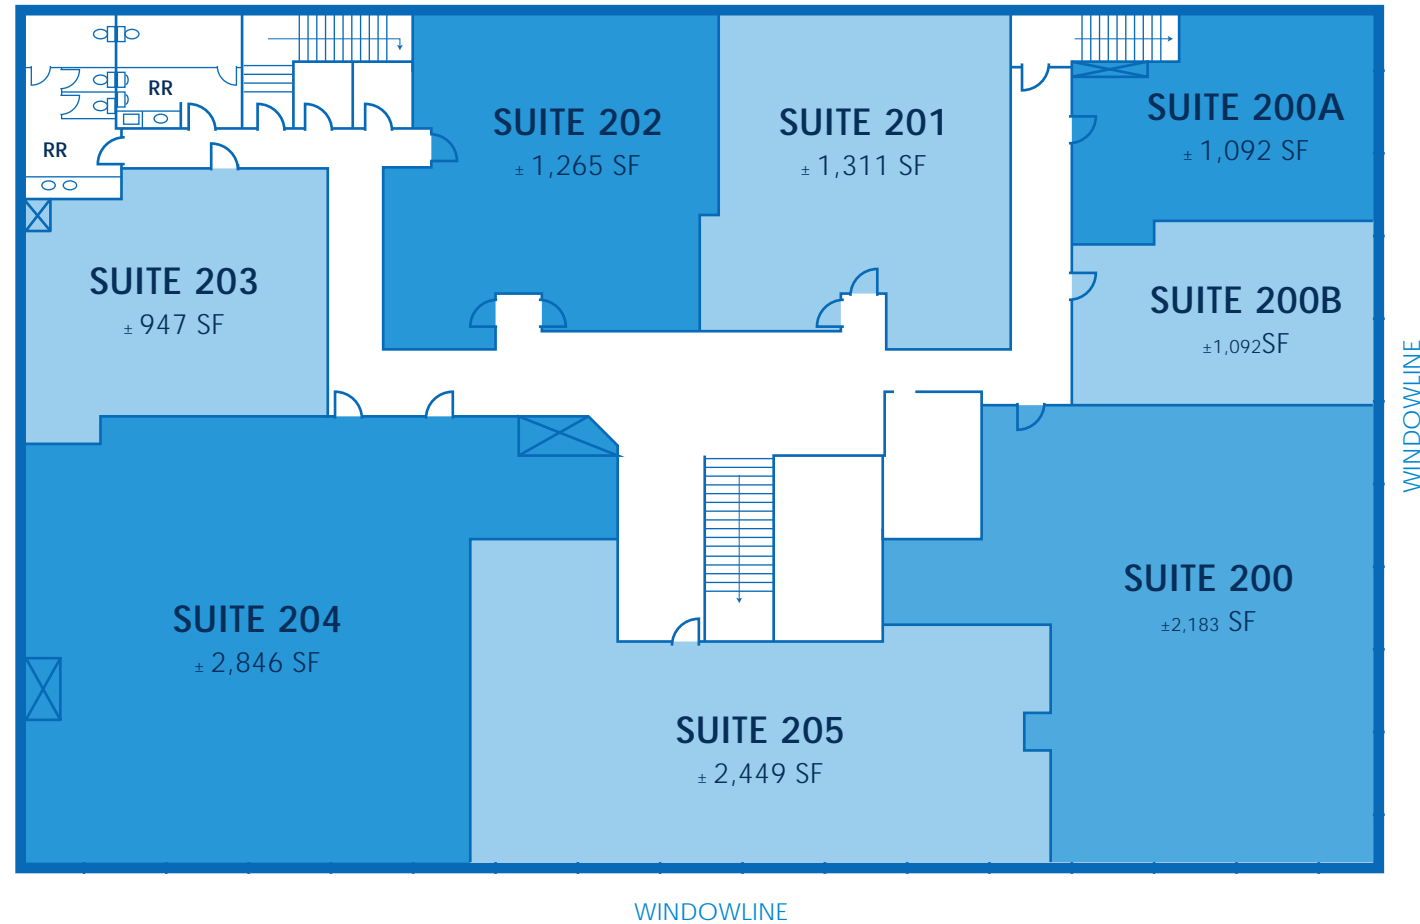 RR
RR
SUITE 202
± 1,265 SF
SUITE 201
± 1,311 SF
SUITE 200A
± 1,092 SF
SUITE 203
± 947 SF
SUITE 200B
±1,092SF
WINDOWLINE
SUITE 204
± 2,846 SF
SUITE 200
±2,183 SF
SUITE 205
± 2,449 SF
WINDOWLINE